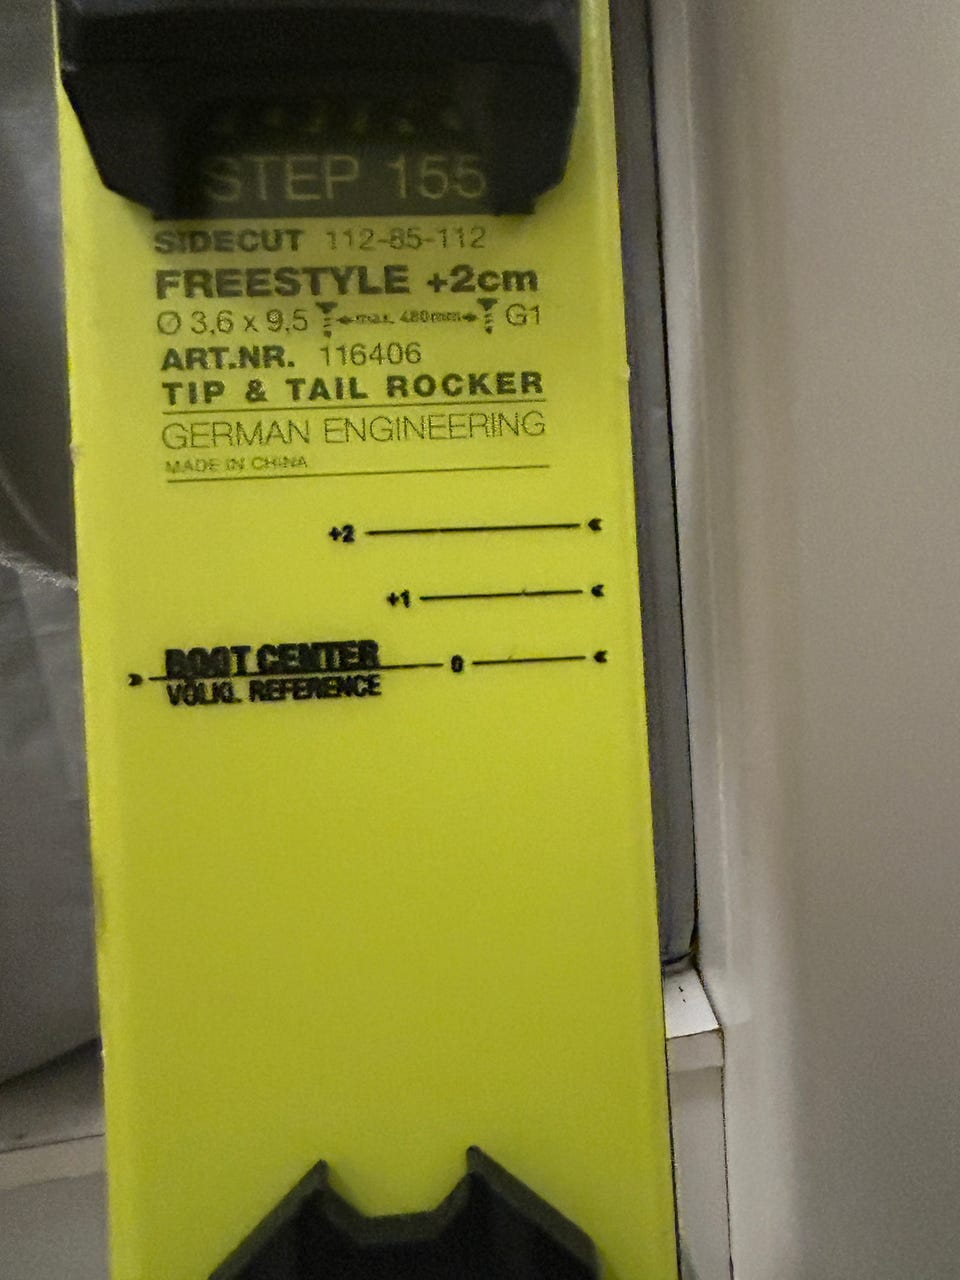 STEP 155
SIDECUT 112-85-112
FREESTYLE +2cm
Ø 3,6 x 9,5 max. 480mm G1
ART.NR. 116406
TIP & TAIL ROCKER
GERMAN ENGINEERING
MADE IN CHINA
+2
+1
BOOT CENTER 0
VÖLKL REFERENCE